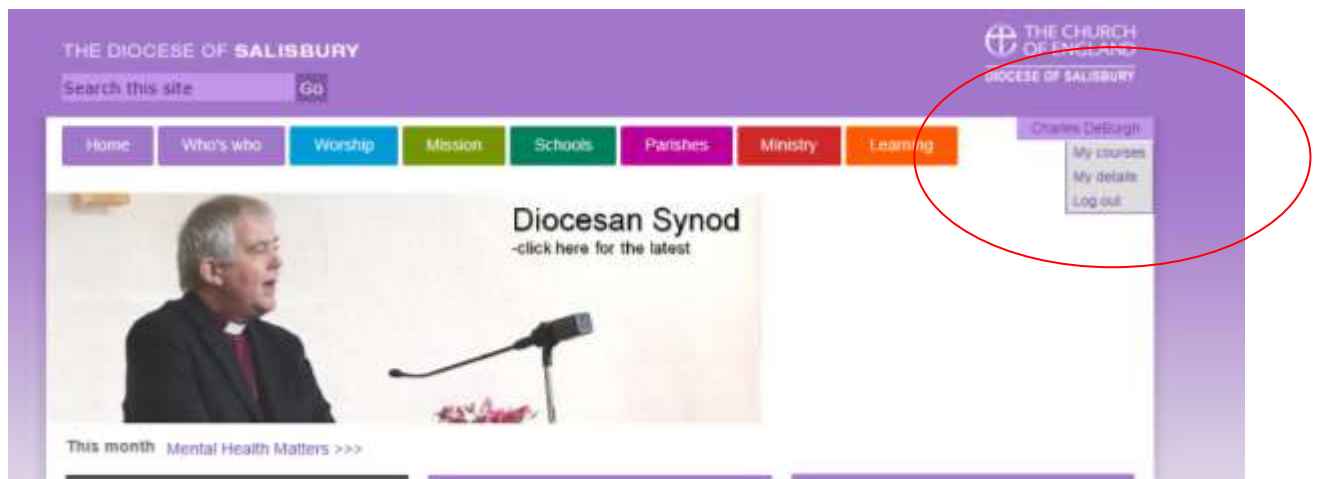 THE DIOCESE OF SALISBURY
Search this site Go
THE CHURCH
OF ENGLAND
DIOCESE OF SALISBURY
Home Who's who Worship Mission Schools Parishes Ministry Learning
Charles DeBurgh
My courses
My details
Log out
Diocesan Synod
-click here for the latest
This month Mental Health Matters >>>